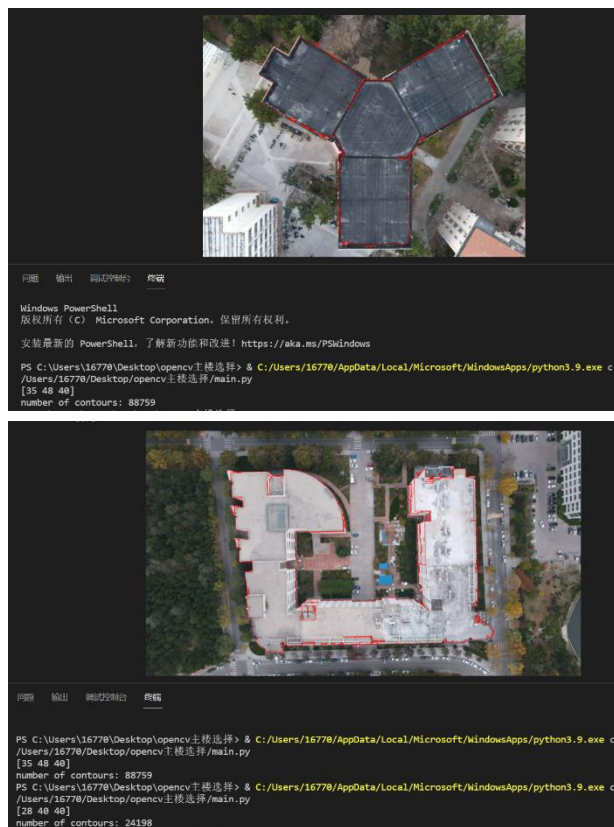 问题 输出 调试控制台 终端
Windows PowerShell
版权所有 （C） Microsoft Corporation。保留所有权利。
安装最新的 PowerShell，了解新功能和改进！https://aka.ms/PSWindows
PS C:\Users\16770\Desktop\opencv主楼选择> & C:/Users/16770/AppData/Local/Microsoft/WindowsApps/python3.9.exe c
/Users/16770/Desktop/opencv主楼选择/main.py
[35 48 40]
number of contours: 88759
问题 输出 调试控制台 终端
PS C:\Users\16770\Desktop\opencv主楼选择> & C:/Users/16770/AppData/Local/Microsoft/WindowsApps/python3.9.exe c
/Users/16770/Desktop/opencv主楼选择/main.py
[35 48 40]
number of contours: 88759
PS C:\Users\16770\Desktop\opencv主楼选择> & C:/Users/16770/AppData/Local/Microsoft/WindowsApps/python3.9.exe c
/Users/16770/Desktop/opencv主楼选择/main.py
[28 40 40]
number of contours: 24198